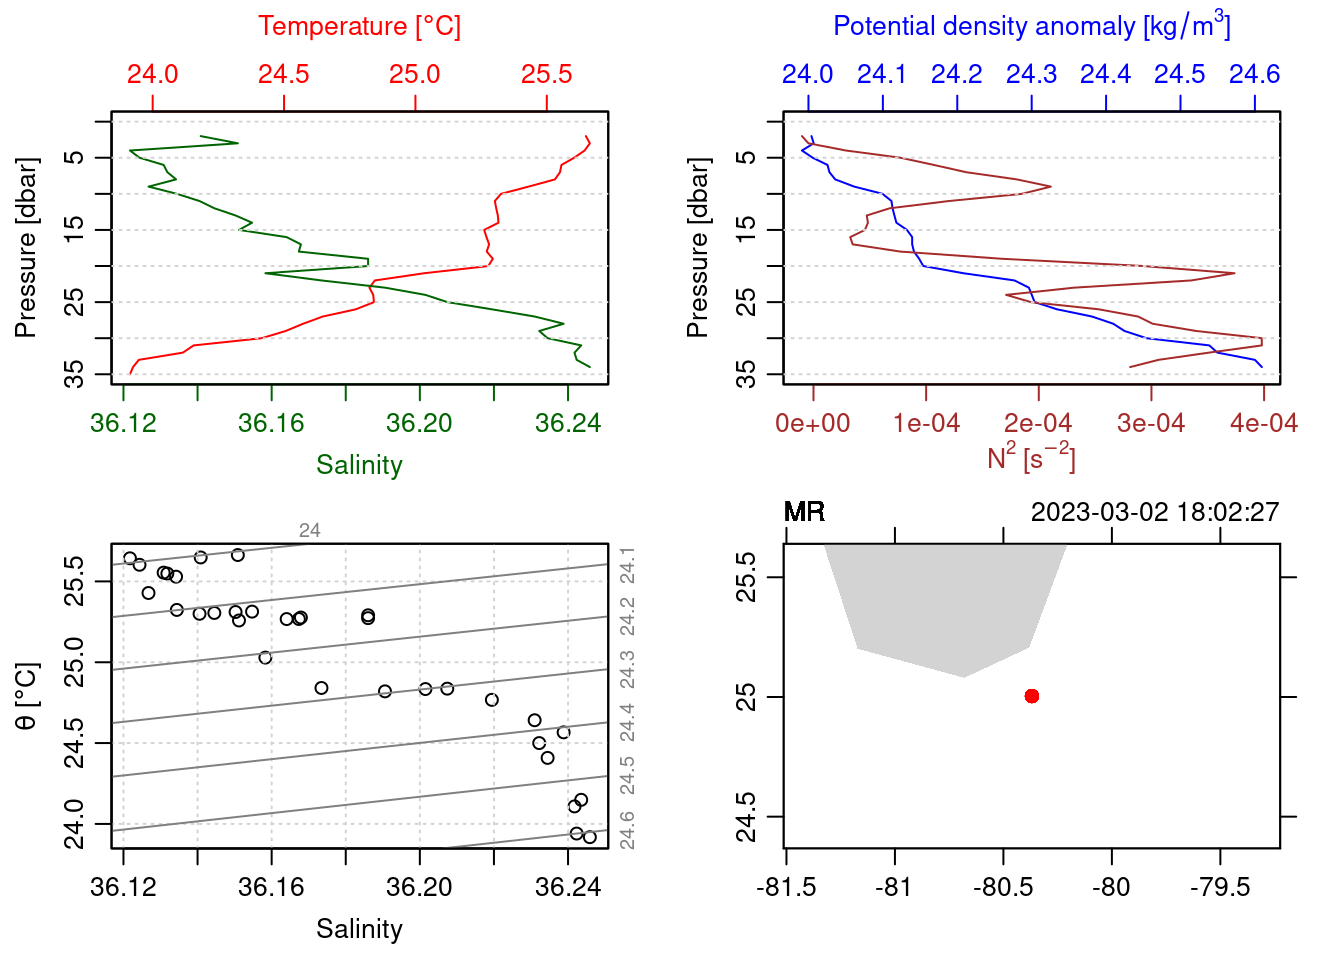 Temperature [°C]
24.0 24.5 25.0 25.5
Pressure [dbar]
5
15
25
35
36.12 36.16 36.20 36.24
Salinity
Potential density anomaly [kg/m³]
24.0 24.1 24.2 24.3 24.4 24.5 24.6
Pressure [dbar]
5
15
25
35
0e+00 1e-04 2e-04 3e-04 4e-04
N² [s⁻²]
24
θ [°C]
25.5
25.0
24.5
24.0
24.1
24.2
24.3
24.4
24.5
24.6
36.12 36.16 36.20 36.24
Salinity
MR 2023-03-02 18:02:27
25.5
25
24.5
-81.5 -81 -80.5 -80 -79.5